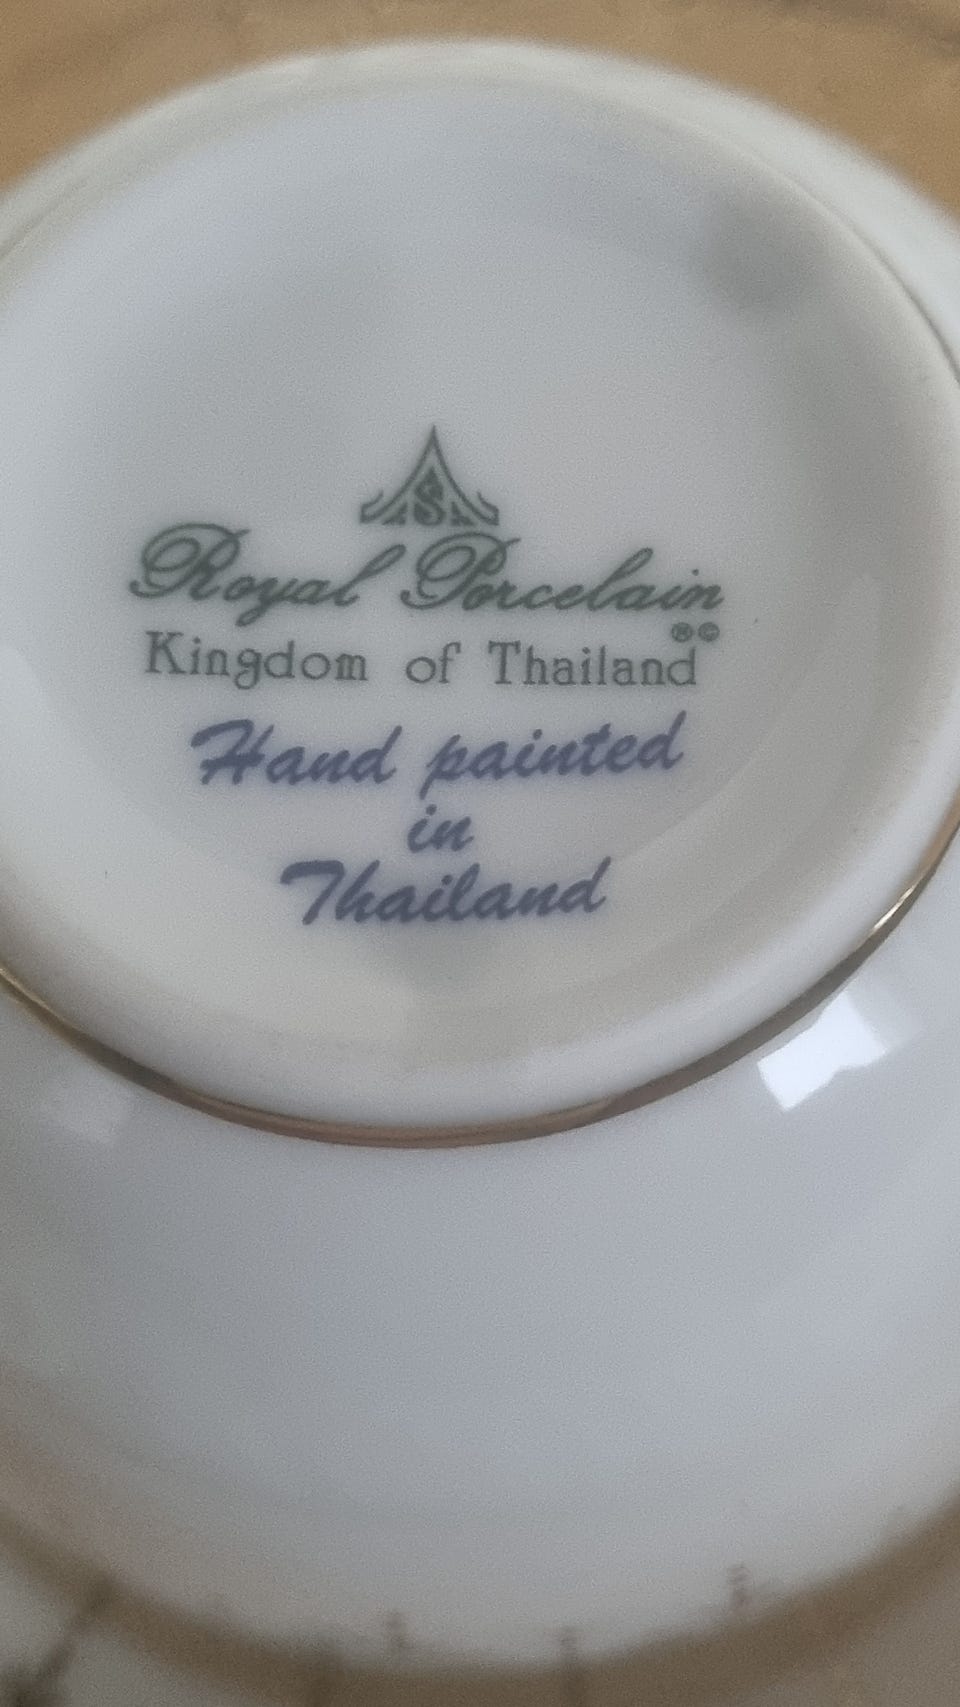 S
Royal Porcelain
®©
Kingdom of Thailand
Hand painted
in
Thailand